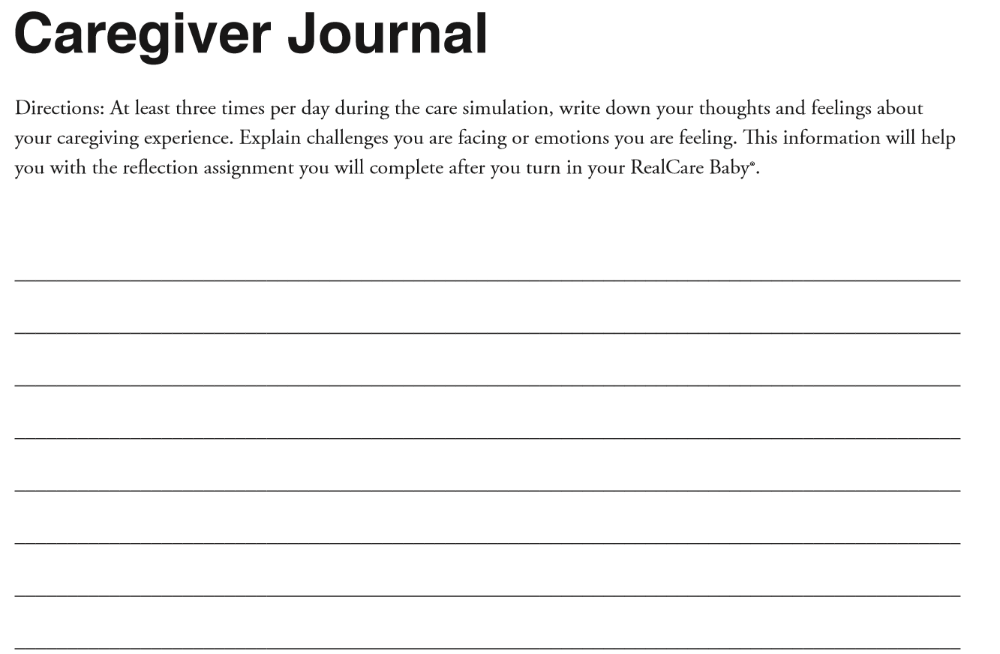 Caregiver Journal
Directions: At least three times per day during the care simulation, write down your thoughts and feelings about
your caregiving experience. Explain challenges you are facing or emotions you are feeling. This information will help
you with the reflection assignment you will complete after you turn in your RealCare Baby®.